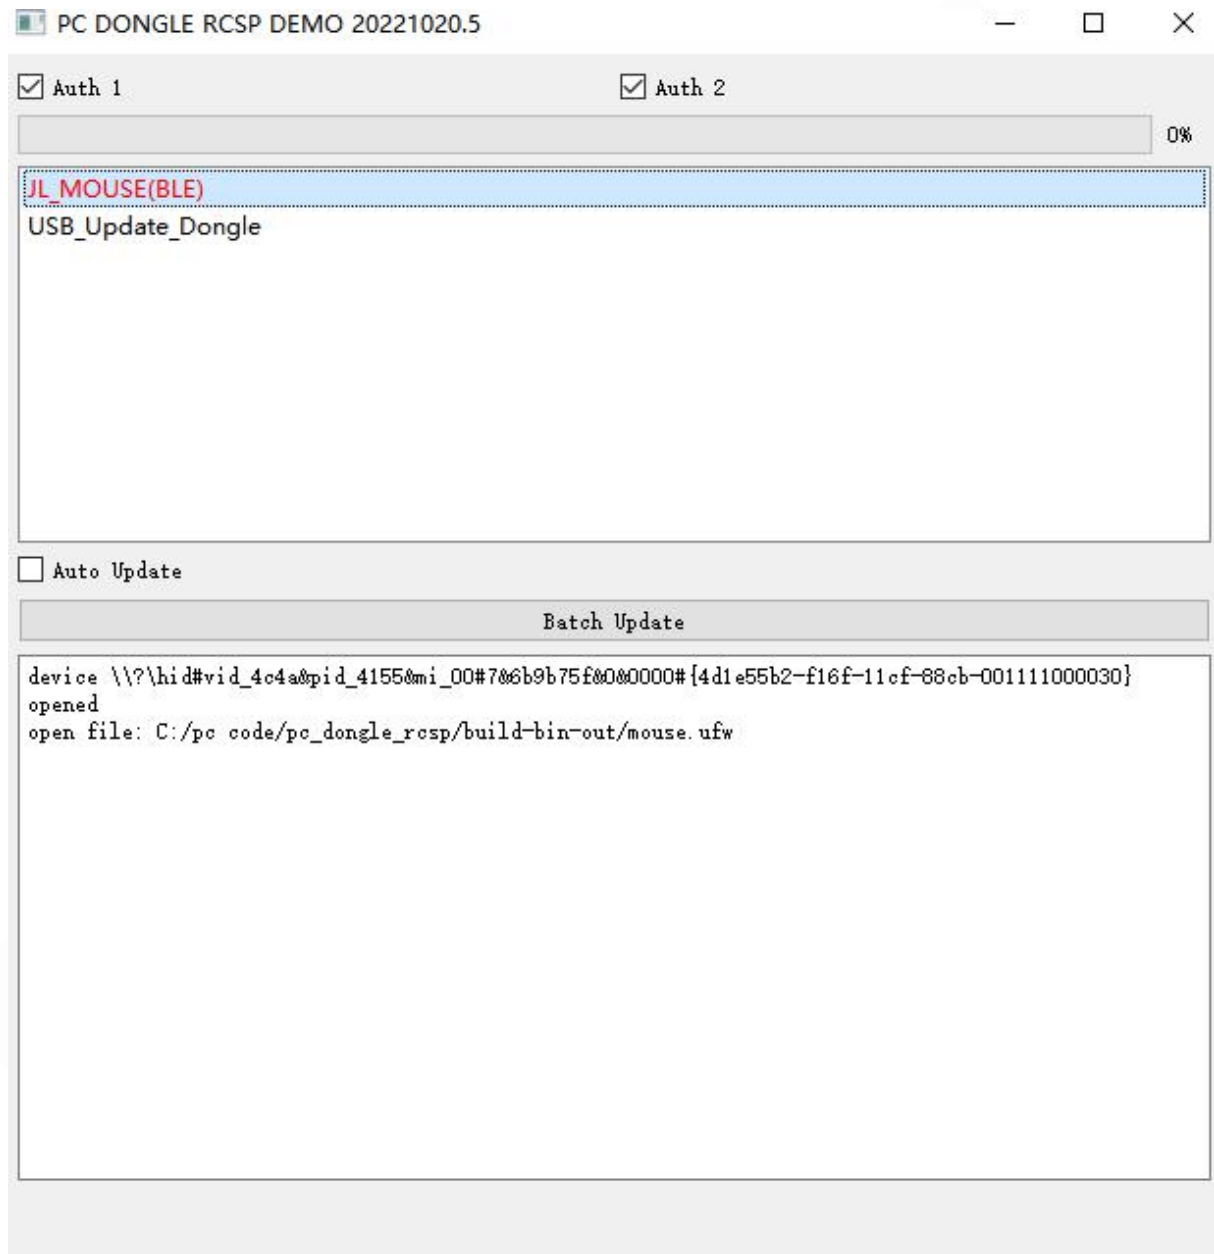 PC DONGLE RCSP DEMO 20221020.5
Auth 1
Auth 2
0%
JL_MOUSE(BLE)
USB_Update_Dongle
Auto Update
Batch Update
device \\?\hid#vid_4c4a&pid_4155&mi_00#7&6b9b75f&0&0000#{4d1e55b2-f16f-11cf-88cb-001111000030}
opened
open file: C:/pc code/pc_dongle_rcsp/build-bin-out/mouse.ufw